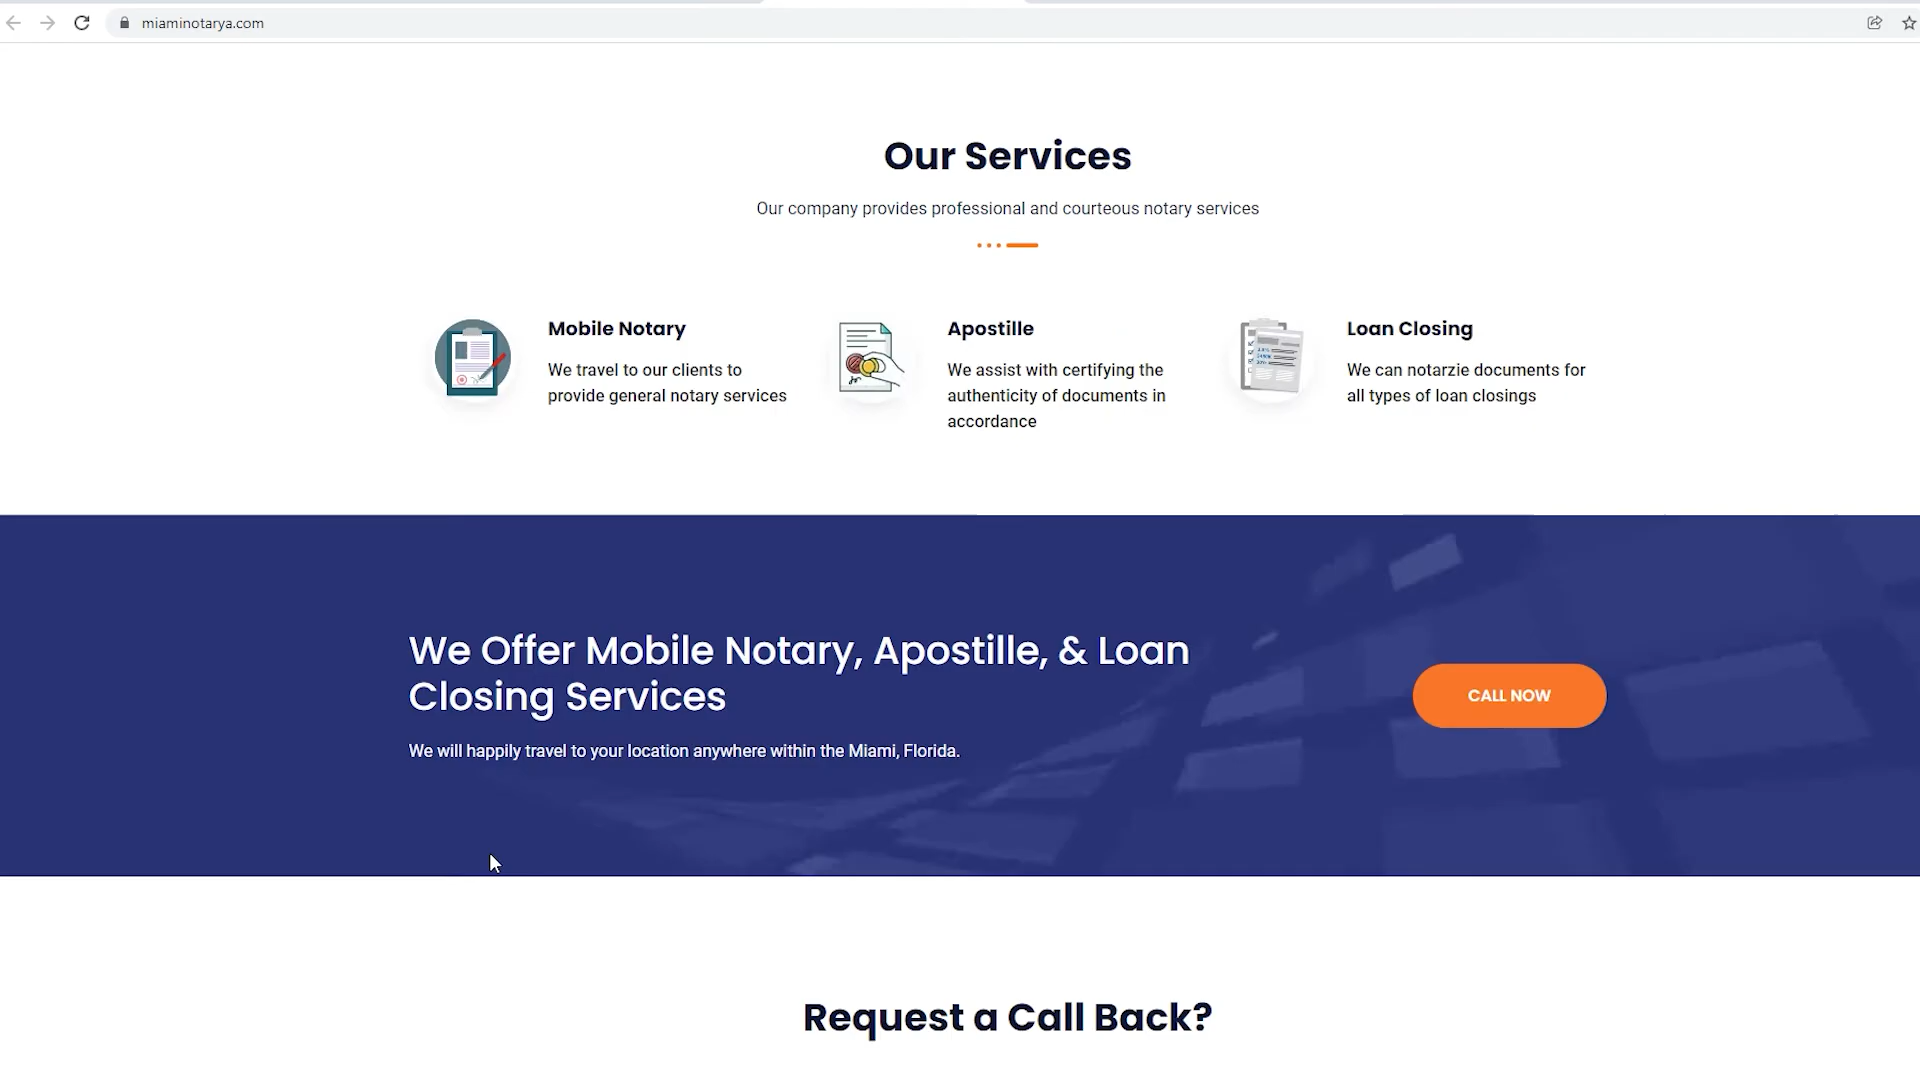 miaminotarya.com
Our Services
Our company provides professional and courteous notary services
Mobile Notary
We travel to our clients to
provide general notary services
Apostille
We assist with certifying the
authenticity of documents in
accordance
Loan Closing
We can notarzie documents for
all types of loan closings
We Offer Mobile Notary, Apostille, & Loan
Closing Services
We will happily travel to your location anywhere within the Miami, Florida.
CALL NOW
Request a Call Back?